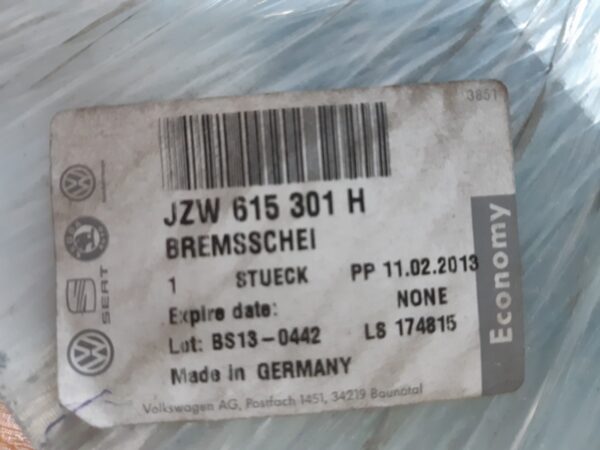 3851
JZW 615 301 H
BREMSSCHEI
1 STUECK PP 11.02.2013
Expire date: NONE
Lot: BS13-0442 LS 174815
Made in GERMANY
Volkswagen AG, Postfach 1451, 34219 Baunatal
SEAT
Economy